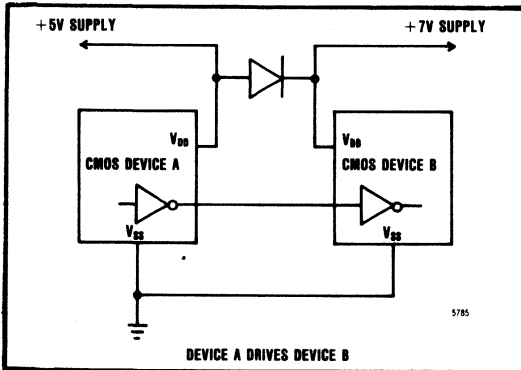 +5V SUPPLY
+7V SUPPLY
VDD
VDD
CMOS DEVICE A
CMOS DEVICE B
VSS
VSS
5785
DEVICE A DRIVES DEVICE B